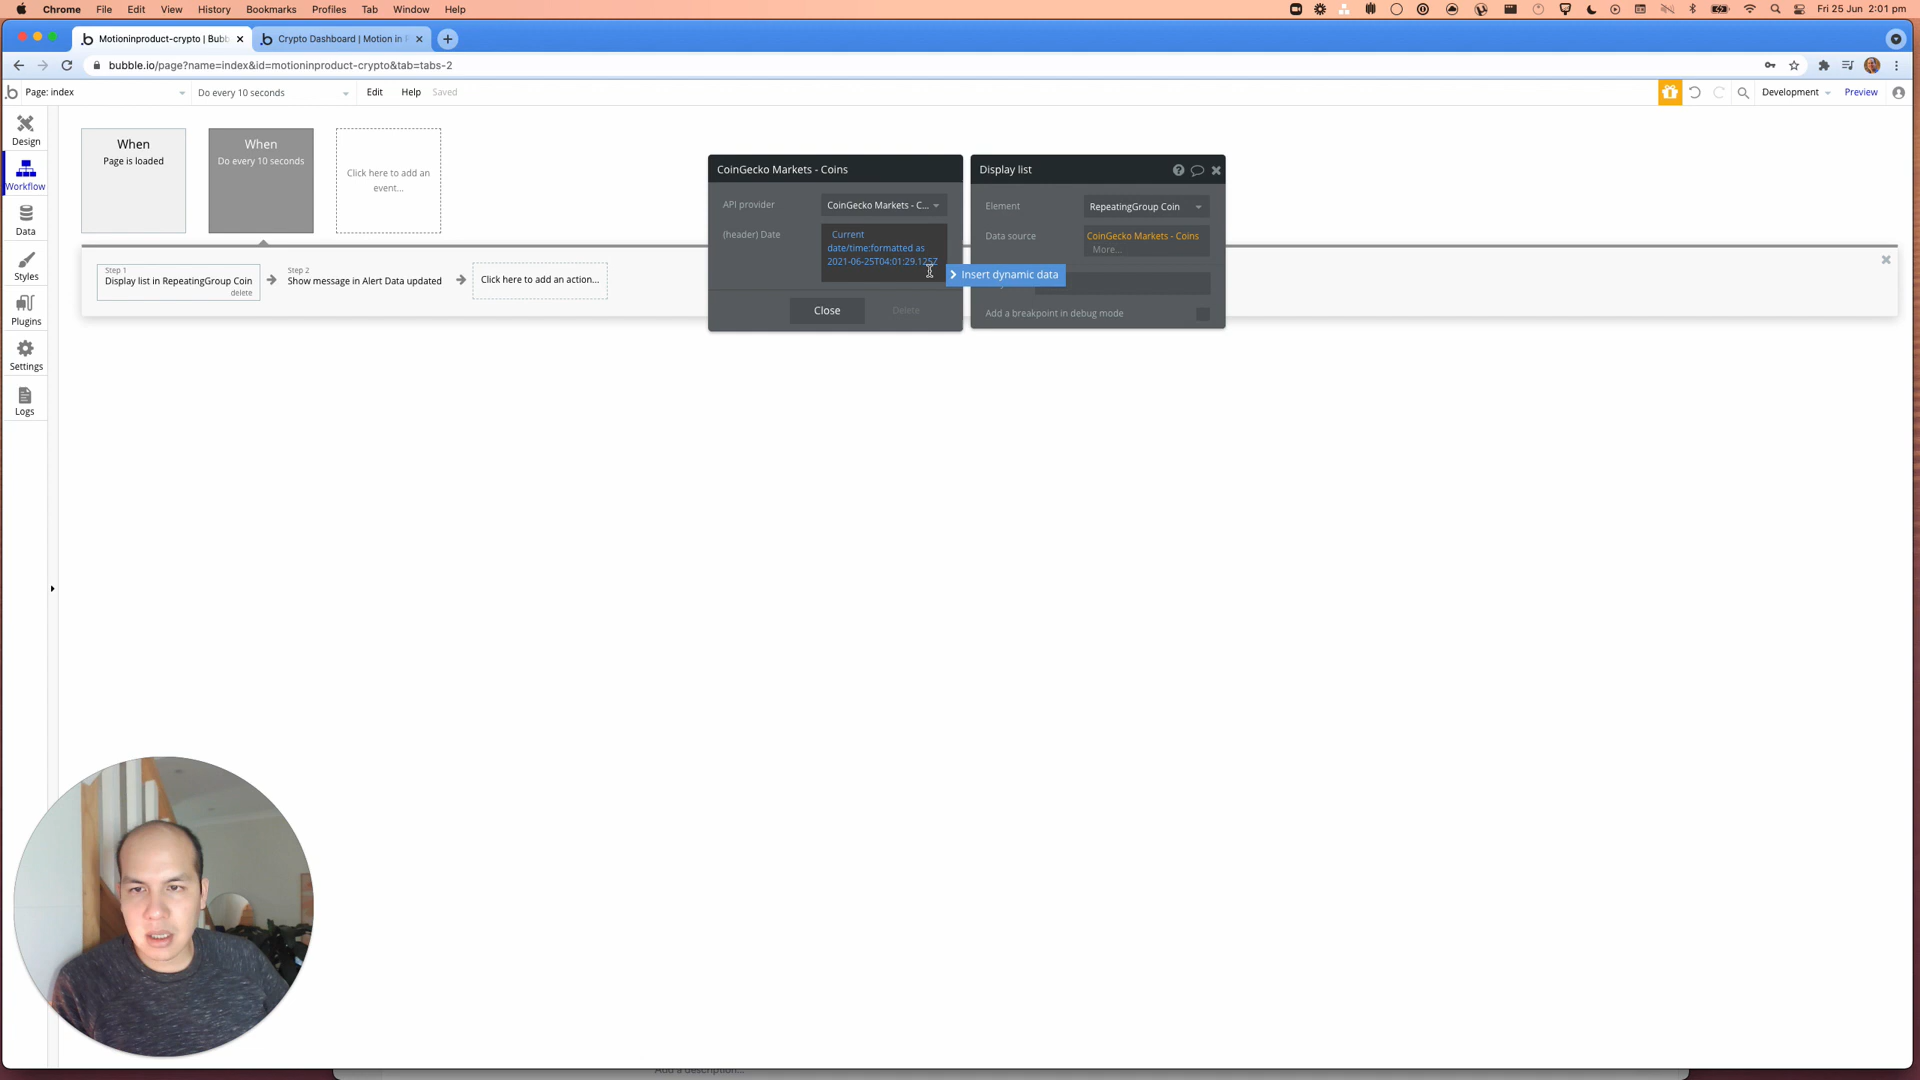 Chrome File Edit View History Bookmarks Profiles Tab Window Help Fri 25 Jun 2:01 pm
Motioninproduct-crypto | Bubb Crypto Dashboard | Motion in
bubble.io/page?name=index&id=motioninproduct-crypto&tab=tabs-2
Page: index Do every 10 seconds Edit Help Saved Development Preview
Design
Workflow
Data
Styles
Plugins
Settings
Logs
When
Page is loaded
When
Do every 10 seconds
Click here to add an
event...
Step 1
Display list in RepeatingGroup Coin
delete
Step 2
Show message in Alert Data updated
Click here to add an action...
CoinGecko Markets - Coins
API provider CoinGecko Markets - C...
(header) Date Current
date/time:formatted as
2021-06-25T04:01:29.125Z
Close Delete
Insert dynamic data
Display list
Element RepeatingGroup Coin
Data source CoinGecko Markets - Coins
More...
Add a breakpoint in debug mode
Add a description...